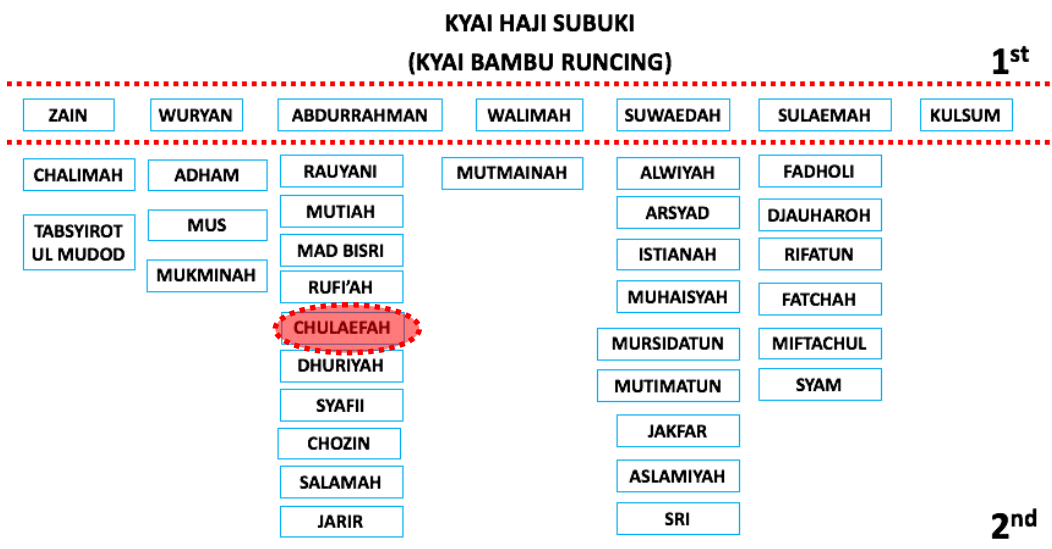 KYAI HAJI SUBUKI
(KYAI BAMBU RUNCING)
1st
ZAIN
WURYAN
ABDURRAHMAN
WALIMAH
SUWAEDAH
SULAEMAH
KULSUM
CHALIMAH
TABSYIROT
UL MUDOD
ADHAM
MUS
MUKMINAH
RAUYANI
MUTIAH
MAD BISRI
RUFI’AH
CHULAEFAH
DHURIYAH
SYAFII
CHOZIN
SALAMAH
JARIR
MUTMAINAH
ALWIYAH
ARSYAD
ISTIANAH
MUHAISYAH
MURSIDATUN
MUTIMATUN
JAKFAR
ASLAMIYAH
SRI
FADHOLI
DJAUHAROH
RIFATUN
FATCHAH
MIFTACHUL
SYAM
2nd